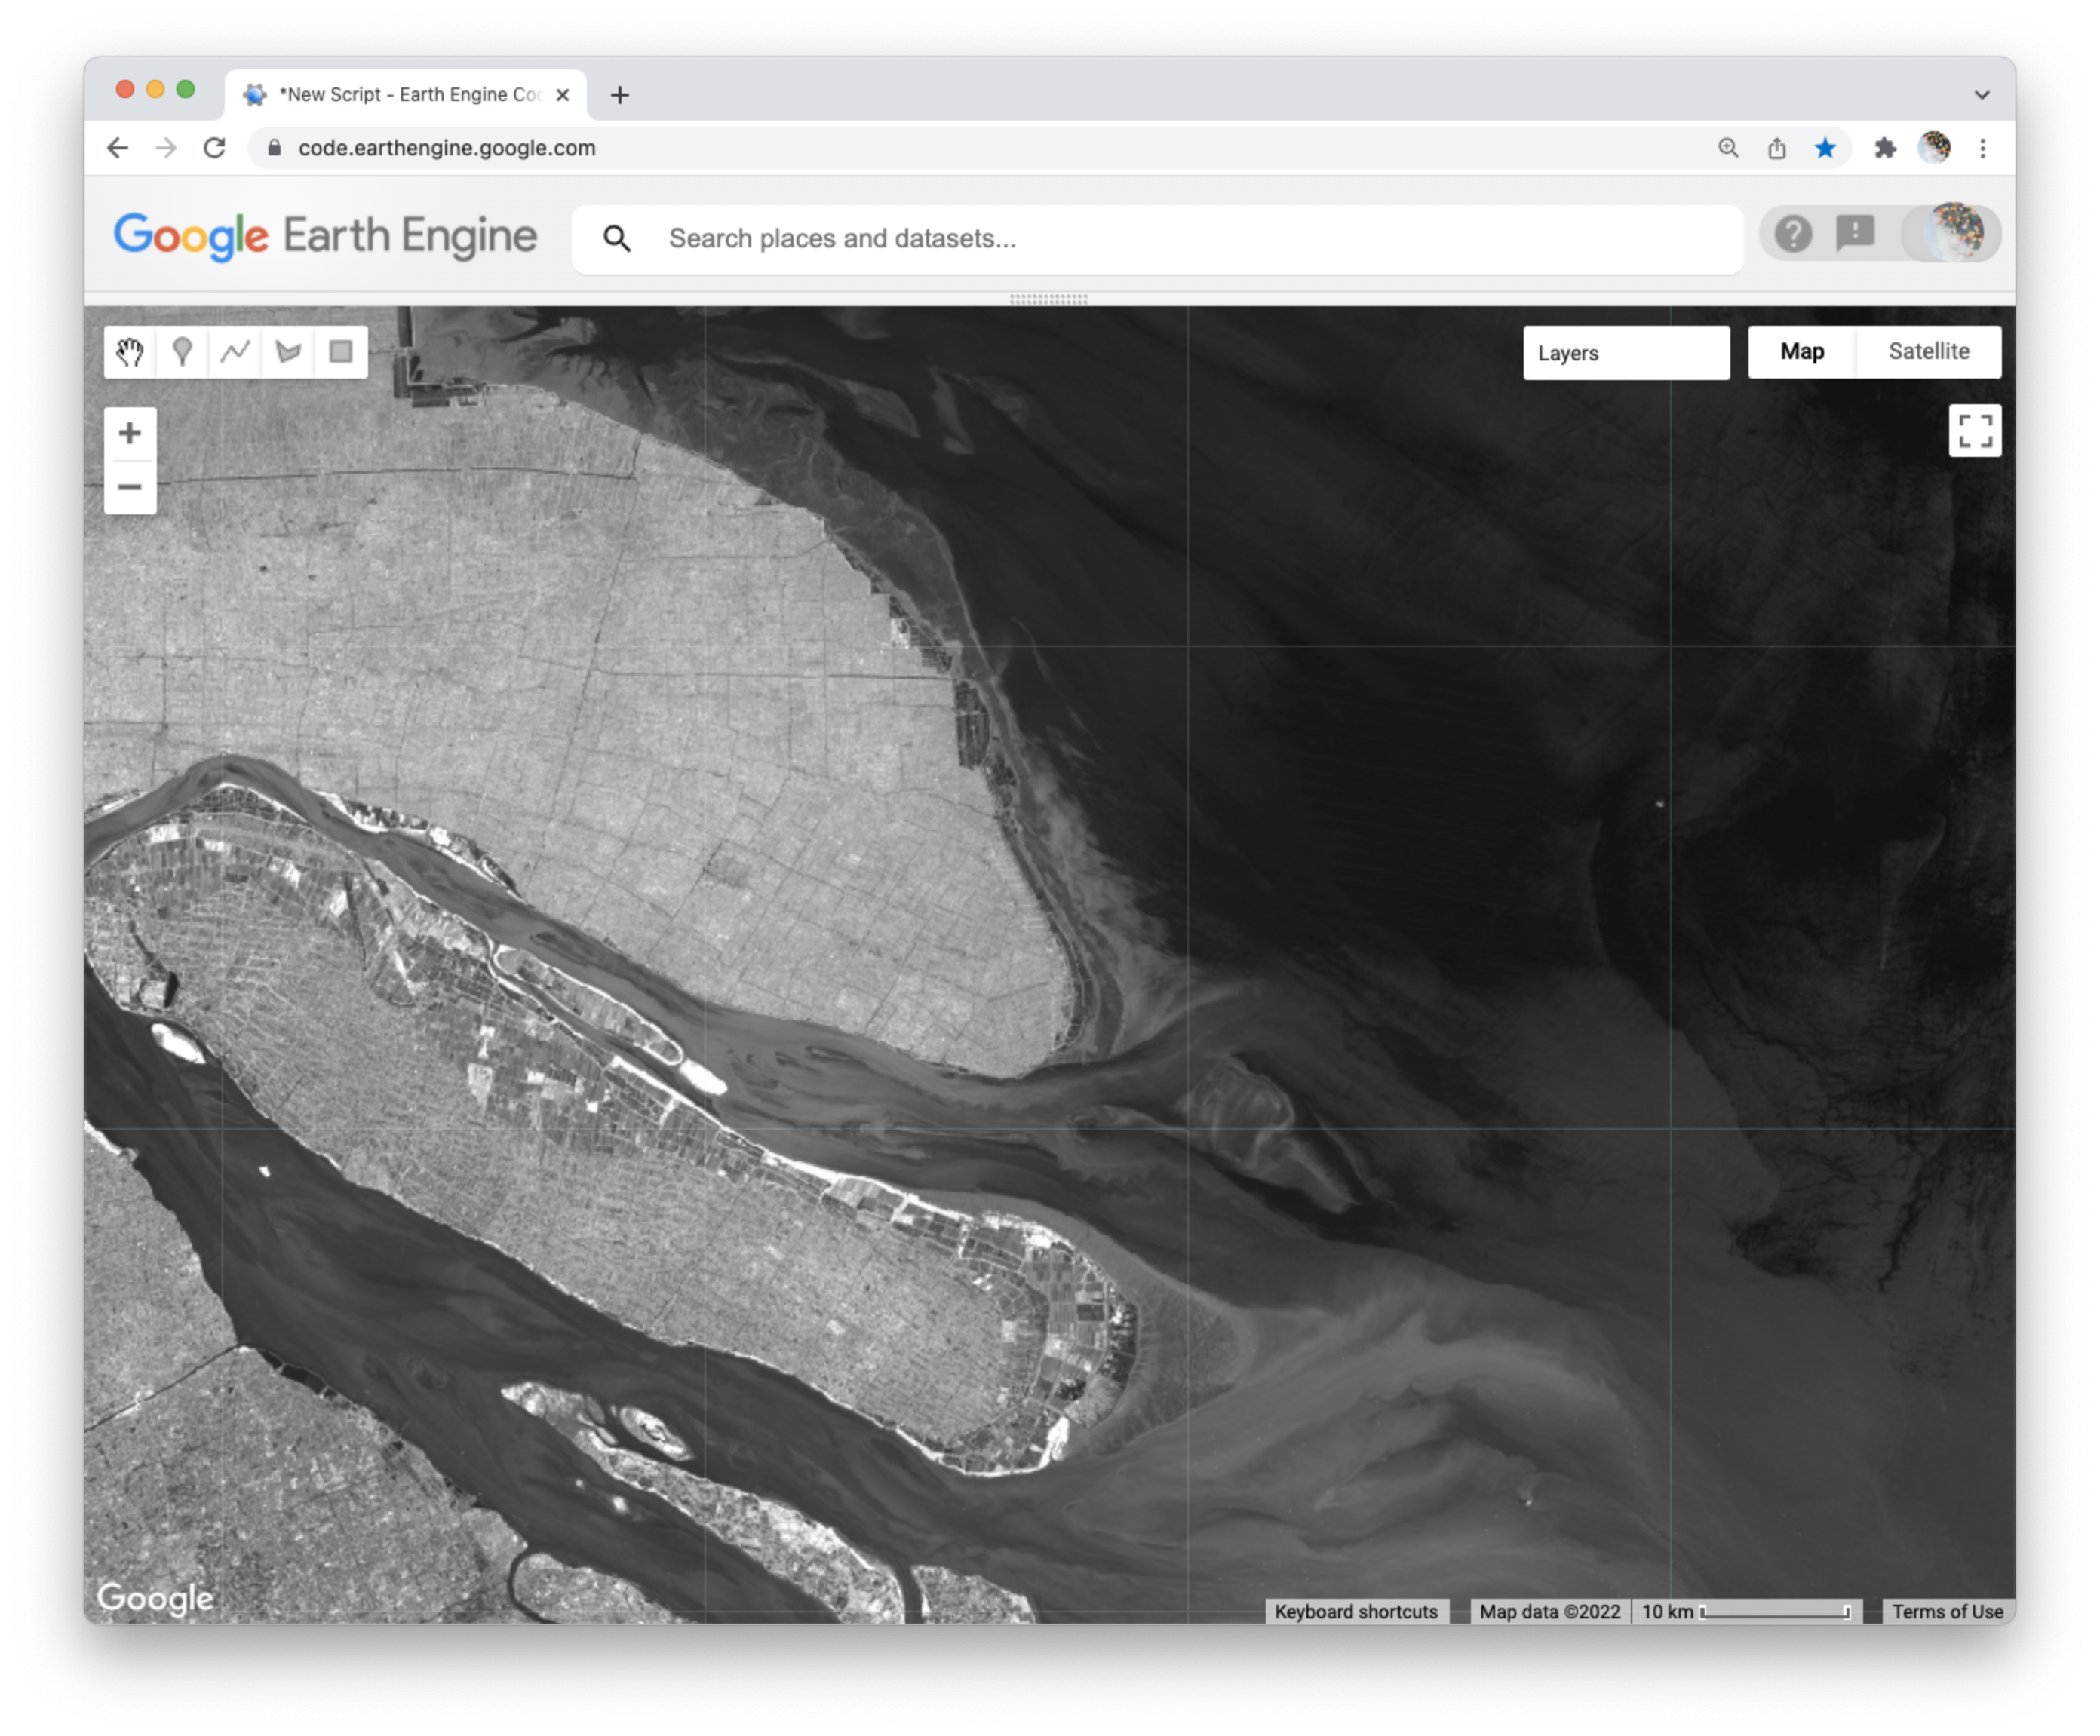 *New Script - Earth Engine Co
code.earthengine.google.com
Google Earth Engine
Search places and datasets...
Layers
Map
Satellite
Google
Keyboard shortcuts
Map data ©2022
10 km
Terms of Use